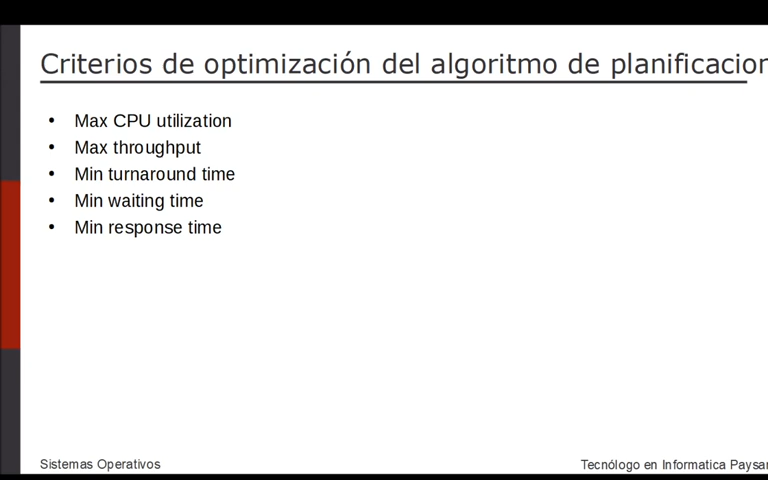 Criterios de optimización del algoritmo de planificacion
• Max CPU utilization
• Max throughput
• Min turnaround time
• Min waiting time
• Min response time
Sistemas Operativos
Tecnólogo en Informatica